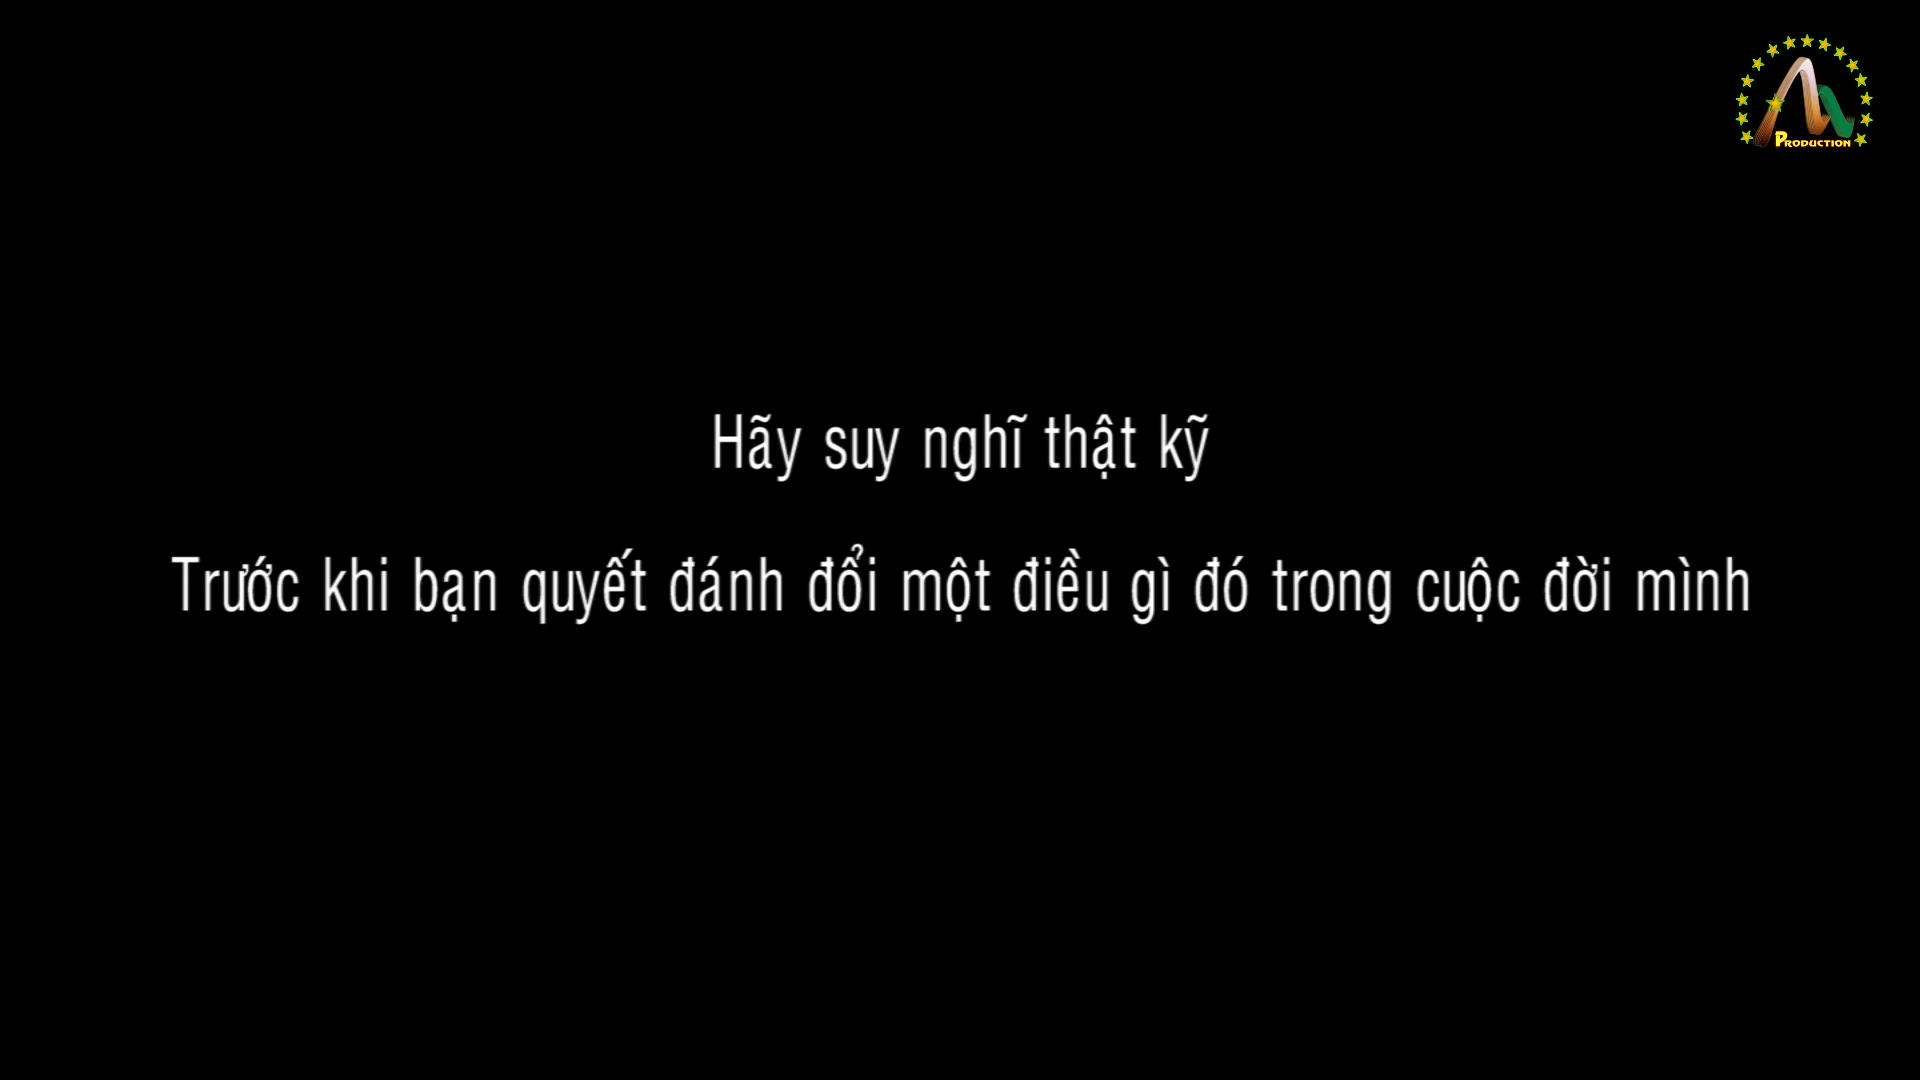 PRODUCTION
Hãy suy nghĩ thật kỹ
Trước khi bạn quyết đánh đổi một điều gì đó trong cuộc đời mình